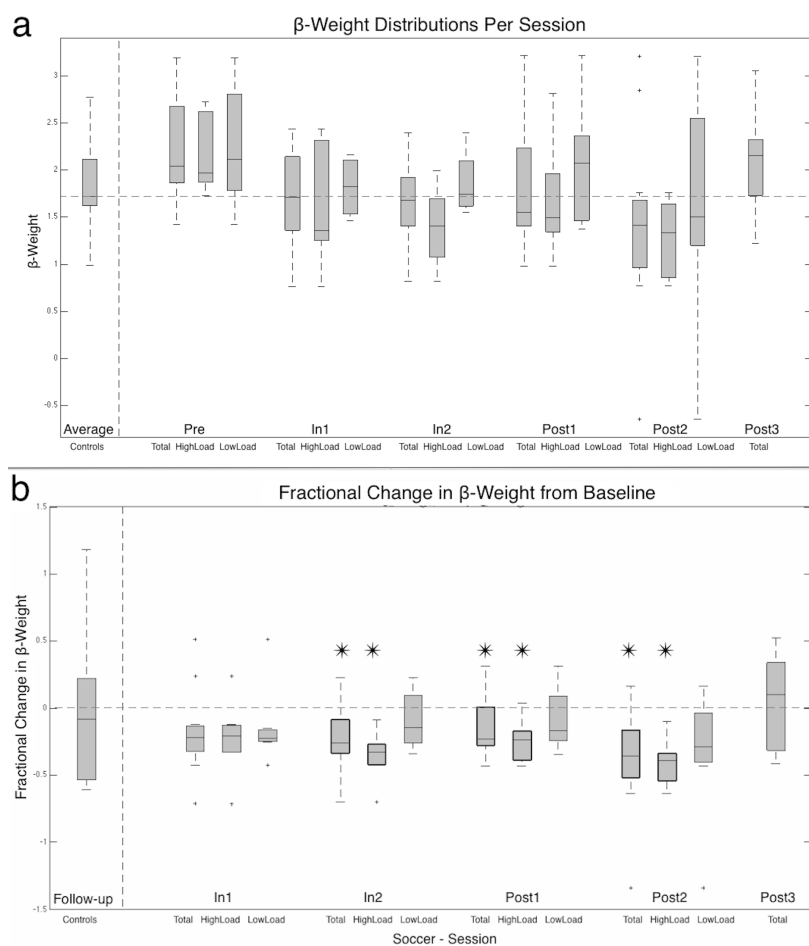 a
β-Weight Distributions Per Session
3
2.5
2
1.5
1
0.5
0
-0.5
β-Weight
Average Pre In1 In2 Post1 Post2 Post3
Controls Total HighLoad LowLoad Total HighLoad LowLoad Total HighLoad LowLoad Total HighLoad LowLoad Total HighLoad LowLoad Total
b
Fractional Change in β-Weight from Baseline
1.5
1
0.5
0
-0.5
-1
-1.5
Fractional Change in β-Weight
Follow-up In1 In2 Post1 Post2 Post3
Controls Total HighLoad LowLoad Total HighLoad LowLoad Total HighLoad LowLoad Total HighLoad LowLoad Total
Soccer - Session